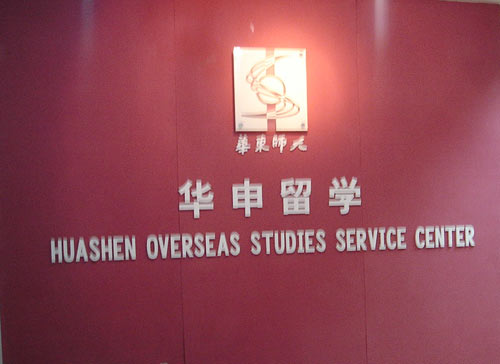 華東師大
华申留学
HUASHEN OVERSEAS STUDIES SERVICE CENTER